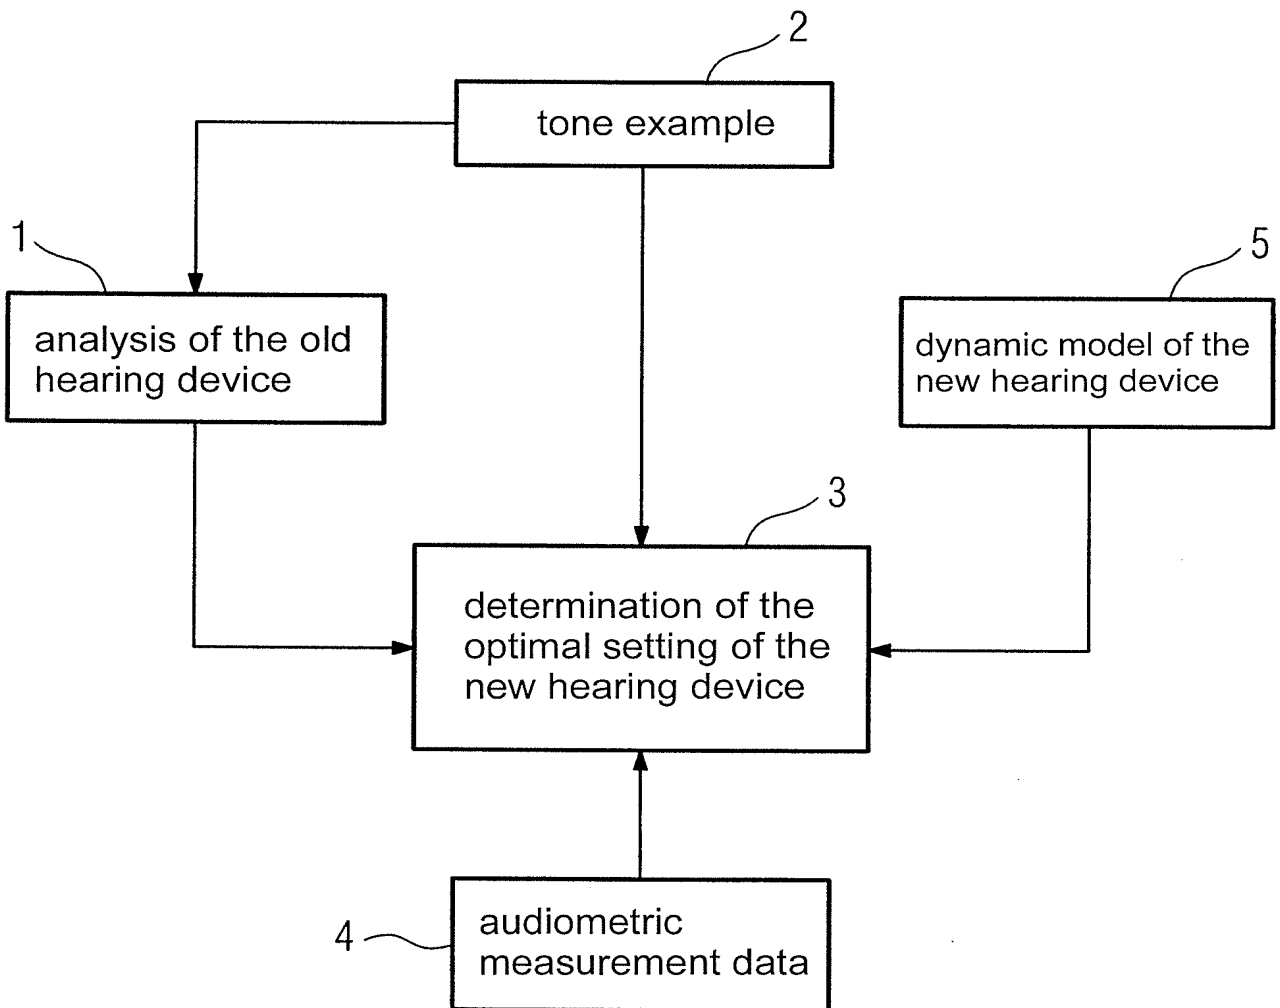 2
tone example
1
analysis of the old
hearing device
5
dynamic model of the
new hearing device
3
determination of the
optimal setting of the
new hearing device
4
audiometric
measurement data